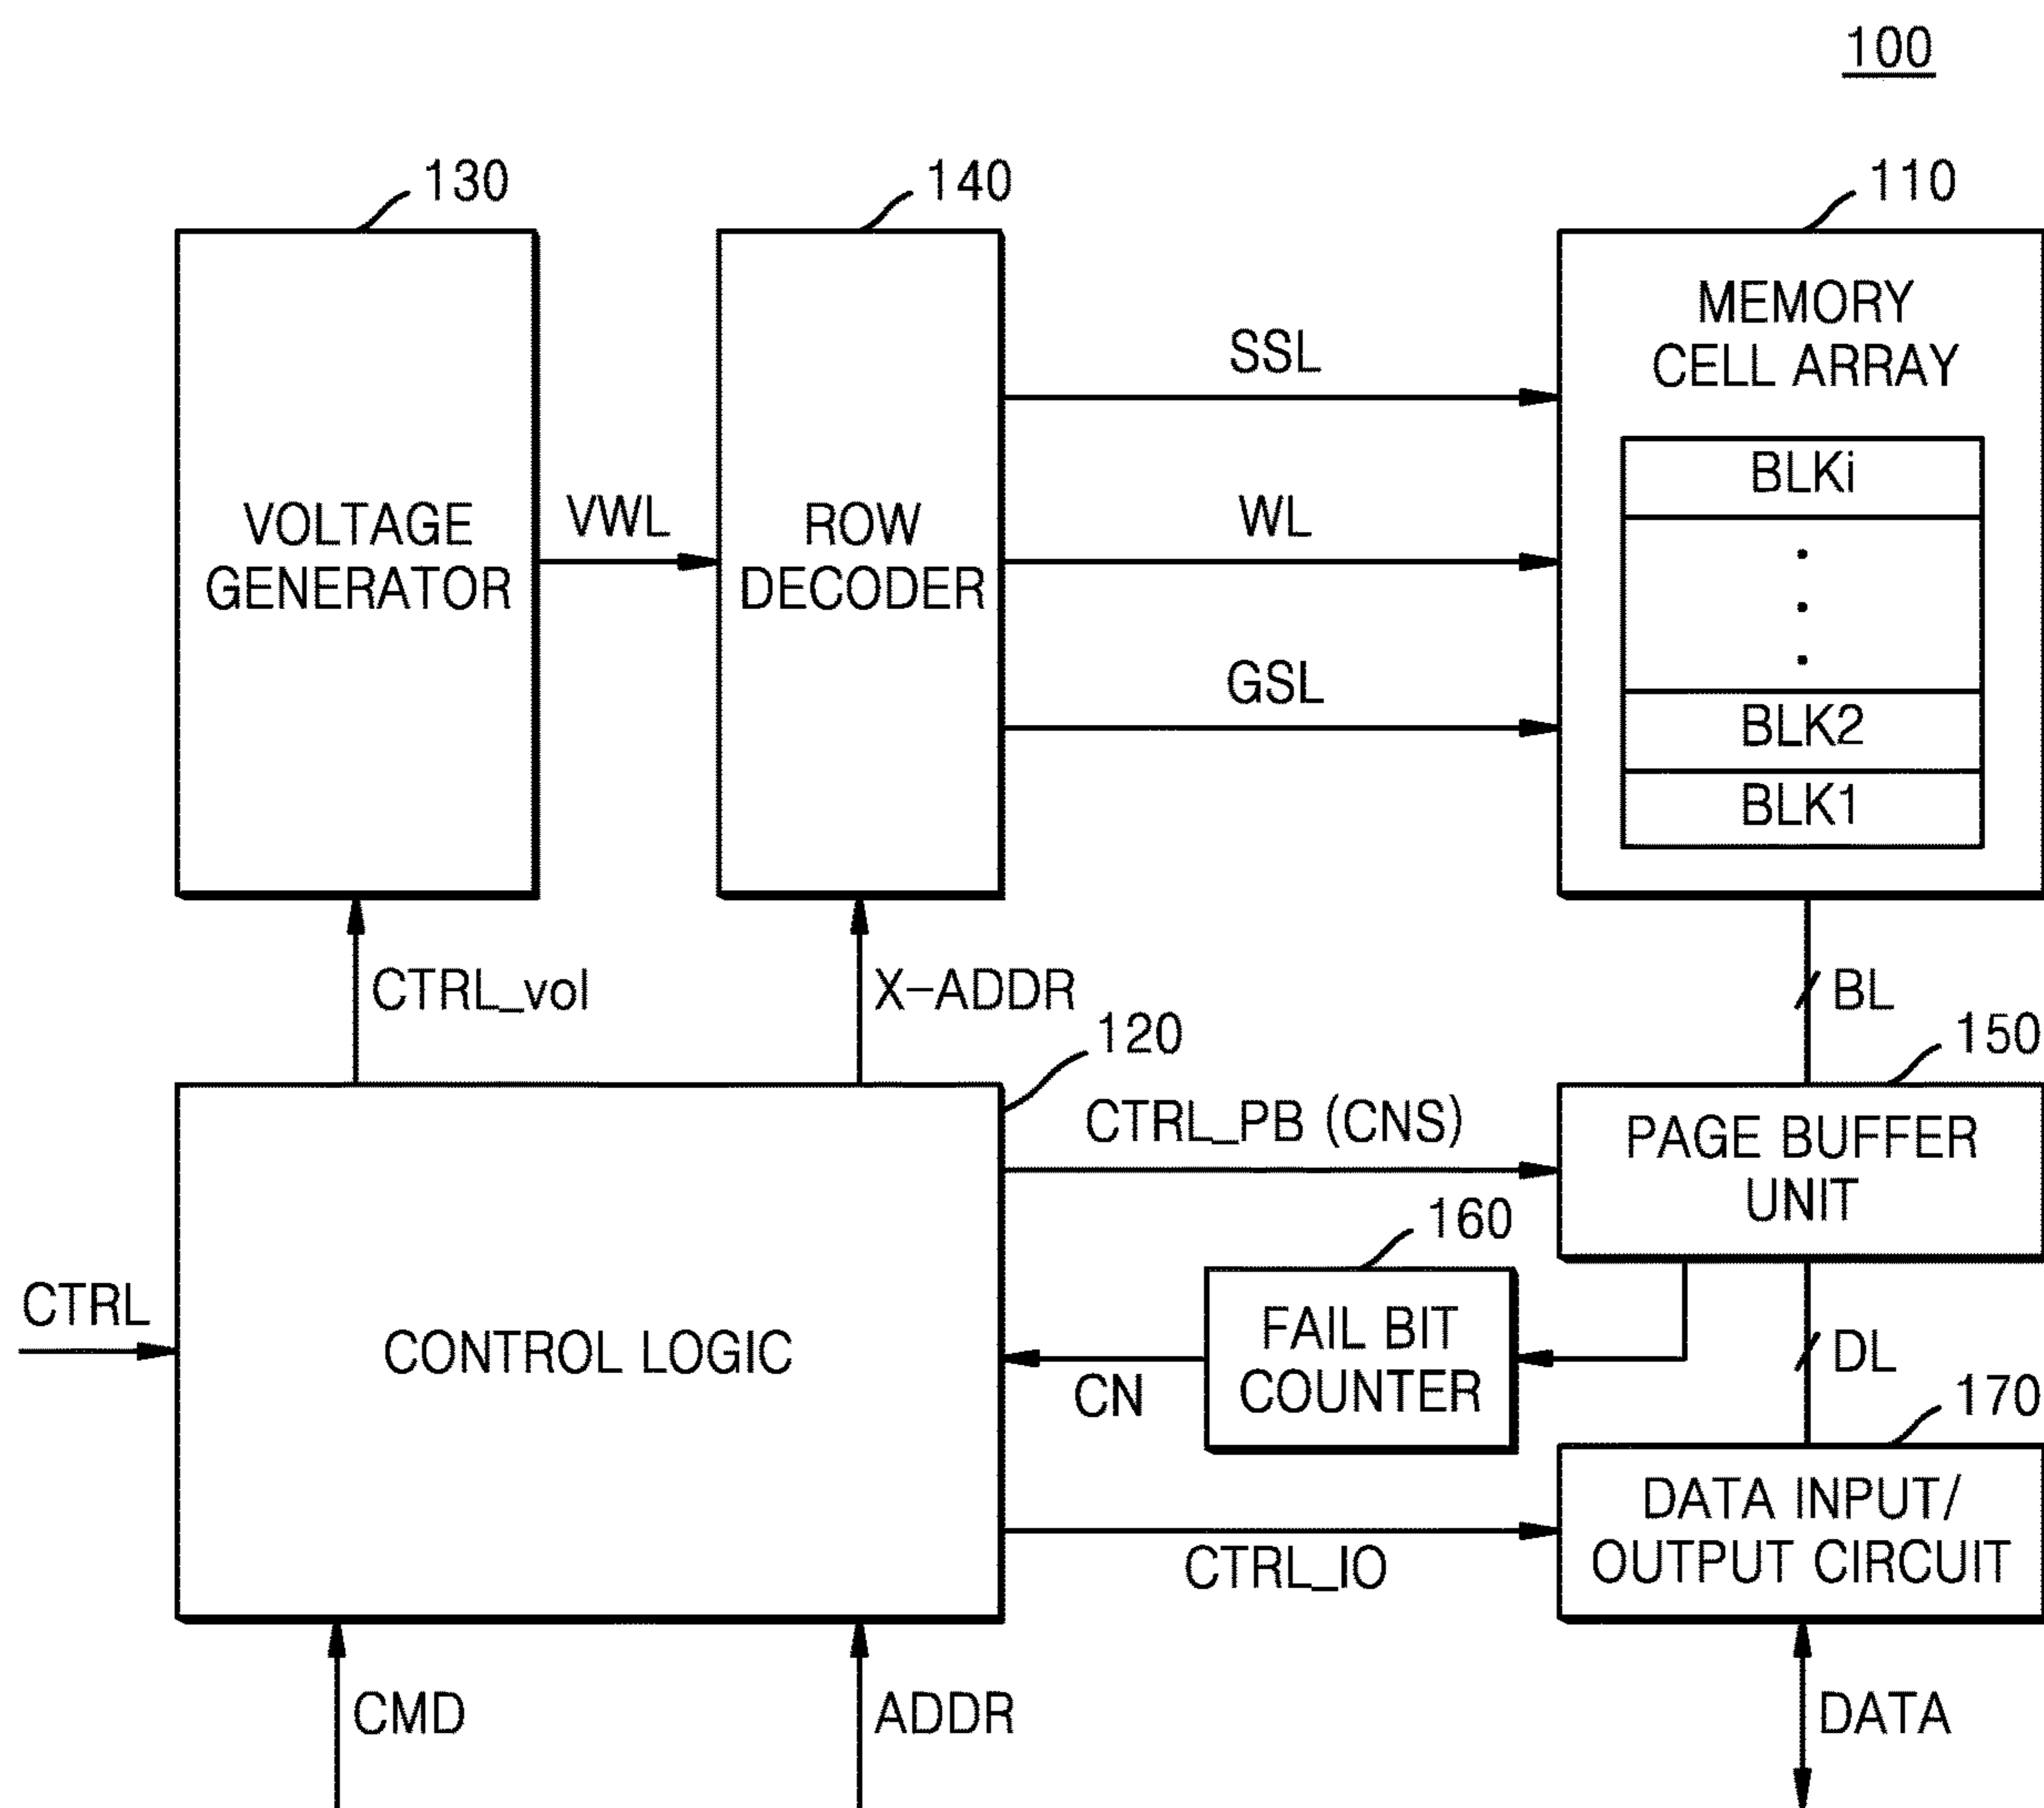 100
130
140
110
VOLTAGE
GENERATOR
VWL
ROW
DECODER
SSL
WL
GSL
MEMORY
CELL ARRAY
BLKi
BLK2
BLK1
CTRL_vol
X-ADDR
BL
120
150
CTRL_PB (CNS)
PAGE BUFFER
UNIT
160
CTRL
CONTROL LOGIC
CN
FAIL BIT
COUNTER
DL
170
CTRL_IO
DATA INPUT/
OUTPUT CIRCUIT
CMD
ADDR
DATA